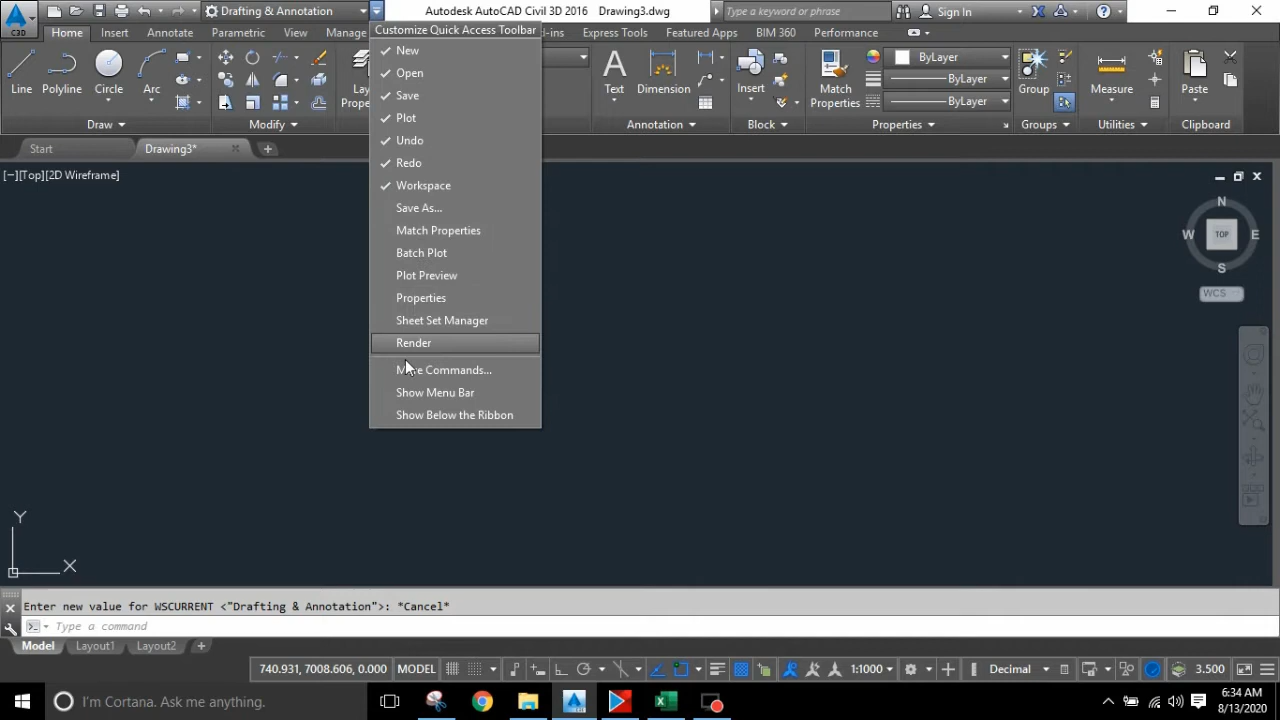 Drafting & Annotation
Autodesk AutoCAD Civil 3D 2016 Drawing3.dwg
Type a keyword or phrase
Sign In
C3D
Home
Insert
Annotate
Parametric
View
Manage
Express Tools
Featured Apps
BIM 360
Performance
Customize Quick Access Toolbar
New
Open
Save
Plot
Undo
Redo
Workspace
Save As...
Match Properties
Batch Plot
Plot Preview
Properties
Sheet Set Manager
Render
Commands...
Show Menu Bar
Show Below the Ribbon
Line
Polyline
Circle
Arc
Text
Dimension
Insert
Match
Properties
ByLayer
ByLayer
ByLayer
Group
Measure
Paste
Draw
Modify
Annotation
Block
Properties
Groups
Utilities
Clipboard
Start
Drawing3*
[−][Top][2D Wireframe]
N
W
TOP
E
S
WCS
Y
X
Enter new value for WSCURRENT <"Drafting & Annotation">: *Cancel*
Type a command
Model
Layout1
Layout2
740.931, 7008.606, 0.000
MODEL
1:1000
Decimal
3.500
I'm Cortana. Ask me anything.
6:34 AM
8/13/2020